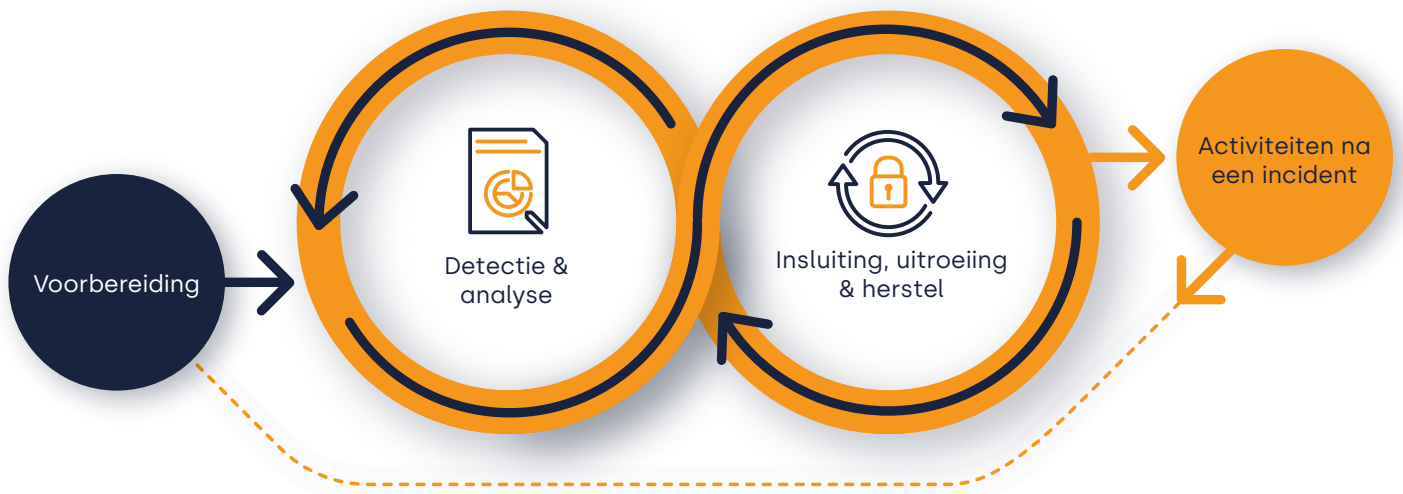 Voorbereiding
Detectie &
analyse
Insluiting, uitroeiing
& herstel
Activiteiten na
een incident